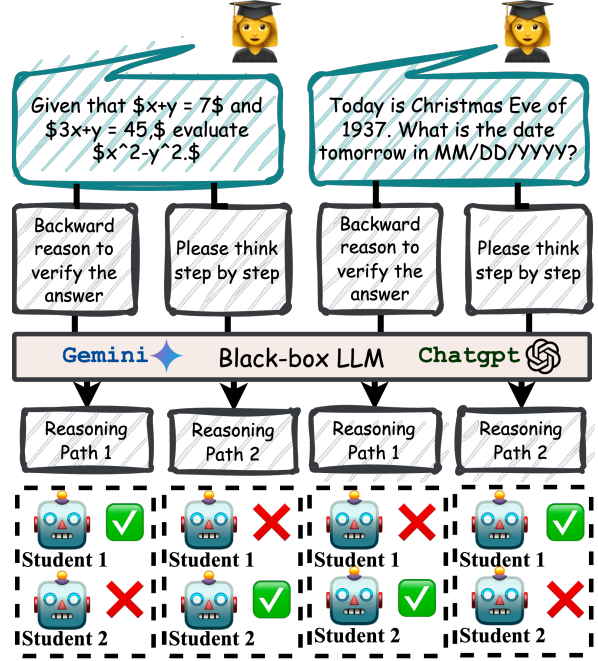 Given that $x+y = 7$ and
$3x+y = 45,$ evaluate
$x^2-y^2.$
Today is Christmas Eve of
1937. What is the date
tomorrow in MM/DD/YYYY?
Backward
reason to
verify the
answer
Please think
step by step
Backward
reason to
verify the
answer
Please think
step by step
Gemini Black-box LLM Chatgpt
Reasoning
Path 1
Reasoning
Path 2
Reasoning
Path 1
Reasoning
Path 2
Student 1
Student 2
Student 1
Student 2
Student 1
Student 2
Student 1
Student 2